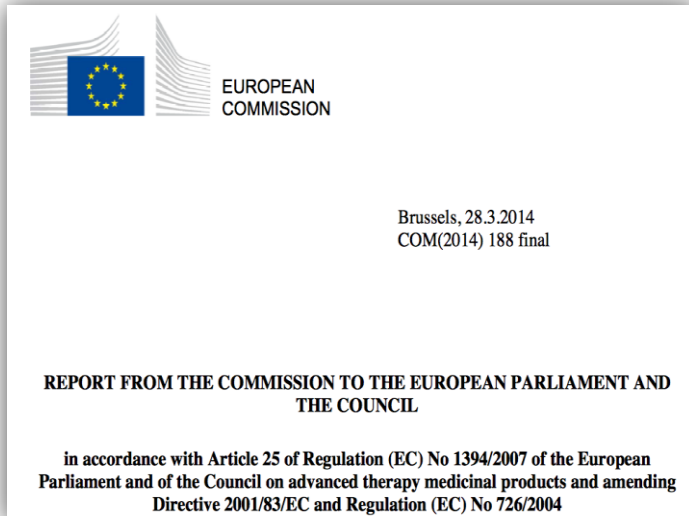 EUROPEAN
COMMISSION
Brussels, 28.3.2014
COM(2014) 188 final
REPORT FROM THE COMMISSION TO THE EUROPEAN PARLIAMENT AND
THE COUNCIL
in accordance with Article 25 of Regulation (EC) No 1394/2007 of the European
Parliament and of the Council on advanced therapy medicinal products and amending
Directive 2001/83/EC and Regulation (EC) No 726/2004